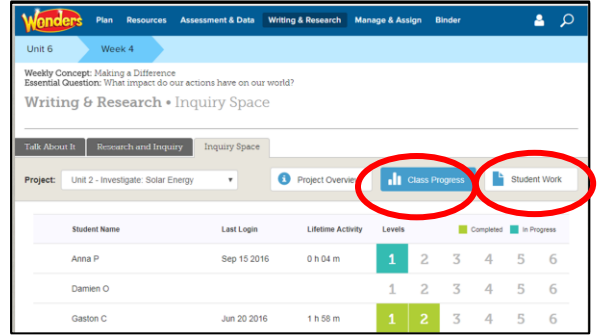 Wonders Plan Resources Assessment & Data Writing & Research Manage & Assign Binder
Unit 6 Week 4
Weekly Concept: Making a Difference
Essential Question: What impact do our actions have on our world?
Writing & Research • Inquiry Space
Talk About It Research and Inquiry Inquiry Space
Project: Unit 2 - Investigate: Solar Energy Project Overview Class Progress Student Work
Student Name Last Login Lifetime Activity Levels Completed In Progress
Anna P Sep 15 2016 0 h 04 m 1 2 3 4 5 6
Damien O 1 2 3 4 5 6
Gaston C Jun 20 2016 1 h 58 m 1 2 3 4 5 6